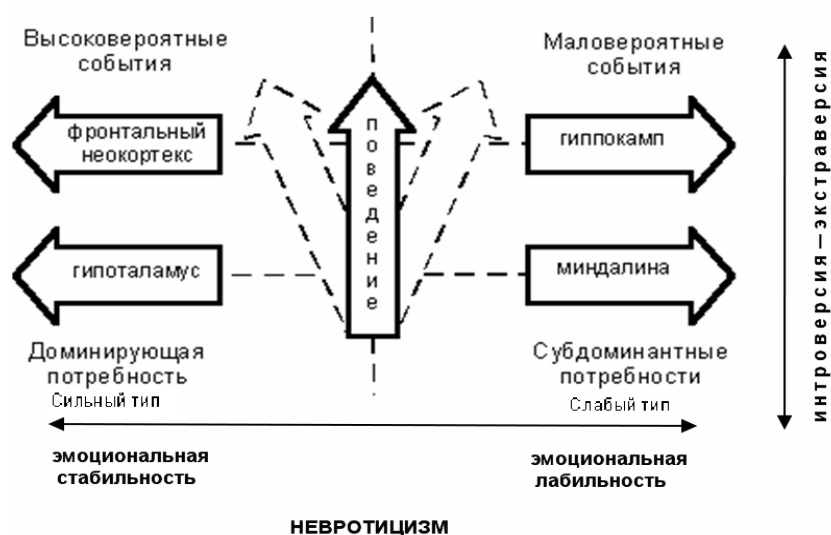 Высоковероятные
события
Маловероятные
события
фронтальный
неокортекс
поведение
гиппокамп
гипоталамус
миндалина
Доминирующая
потребность
Сильный тип
Субдоминантные
потребности
Слабый тип
интроверсия—экстраверсия
эмоциональная
стабильность
эмоциональная
лабильность
НЕВРОТИЦИЗМ